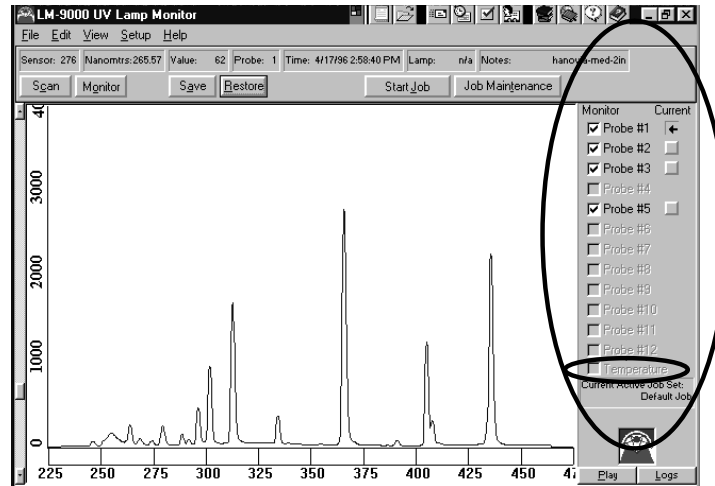 LM-9000 UV Lamp Monitor
File Edit View Setup Help
Sensor: 276 Nanomtrs:265.57 Value: 62 Probe: 1 Time: 4/17/96 2:58:40 PM Lamp: n/a Notes: hanovia-med-2in
Scan Monitor Save Restore Start Job Job Maintenance
Monitor Current
Probe #1
Probe #2
Probe #3
Probe #4
Probe #5
Probe #6
Probe #7
Probe #8
Probe #9
Probe #10
Probe #11
Probe #12
Temperature
Current Active Job Set:
Default Job
Play Logs
3000
2000
1000
0
225 250 275 300 325 350 375 400 425 450